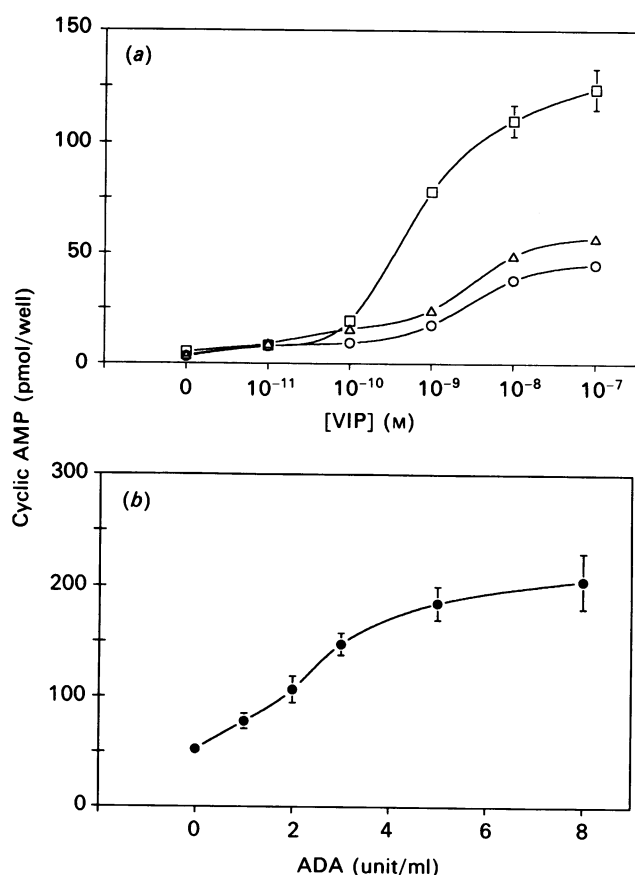 (a)
150
100
50
0
0 10⁻¹¹ 10⁻¹⁰ 10⁻⁹ 10⁻⁸ 10⁻⁷
[VIP] (M)
Cyclic AMP (pmol/well)
(b)
300
200
100
0
0 2 4 6 8
ADA (unit/ml)